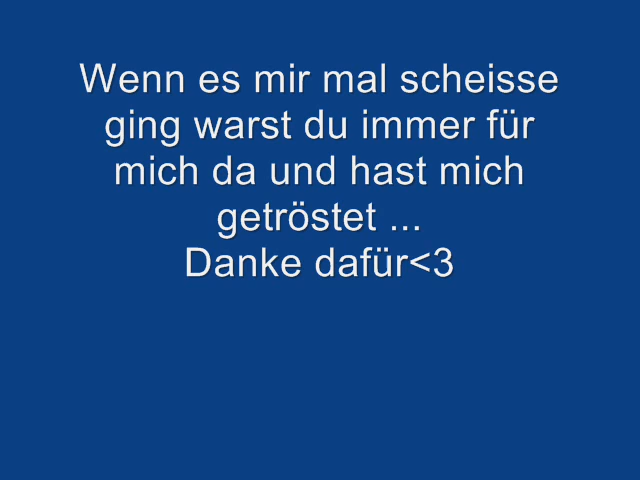 Wenn es mir mal scheisse
ging warst du immer für
mich da und hast mich
getröstet ...
Danke dafür<3